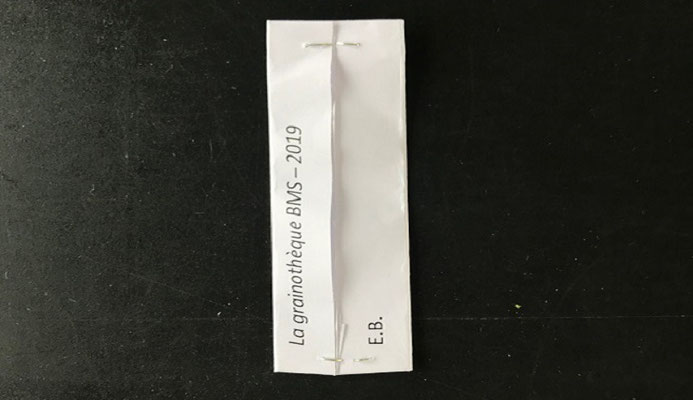 La grainothèque BMS – 2019
E.B.